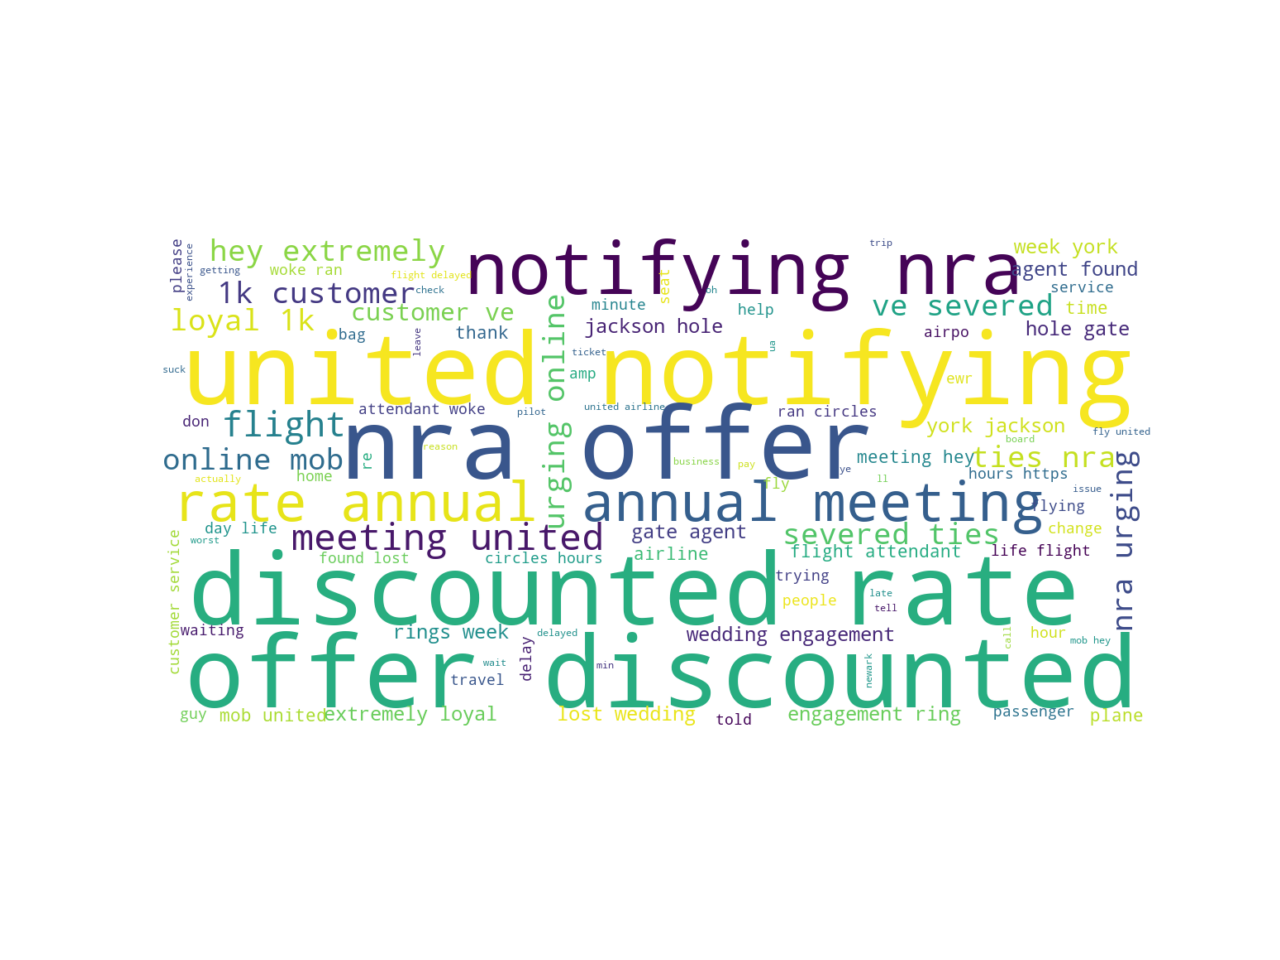 please
experience
hey extremely
notifying nra
trip
week york
getting
woke ran
flight delayed
seat
agent found
1k customer
check
oh
service
loyal 1k
customer ve
minute
help
ve severed
time
bag
leave
thank
urging online
jackson hole
airpo
hole gate
united notifying
ticket
ua
suck
amp
ewr
don
flight
attendant woke
pilot
united airline
ran circles
york jackson
fly united
nra offer
board
online mob
re
reason
business
pay
ye
meeting hey
ties nra
actually
home
fly
ll
hours https
issue
nra urging
rate annual
annual meeting
flying
day life
worst
meeting united
gate agent
severed ties
change
customer service
found lost
circles hours
airline
flight attendant
life flight
discounted rate
trying
people
late
tell
waiting
rings week
delayed
wedding engagement
call
hour
mob hey
offer discounted
delay
wait
min
travel
newark
guy
mob united
extremely loyal
lost wedding
told
engagement ring
passenger
plane